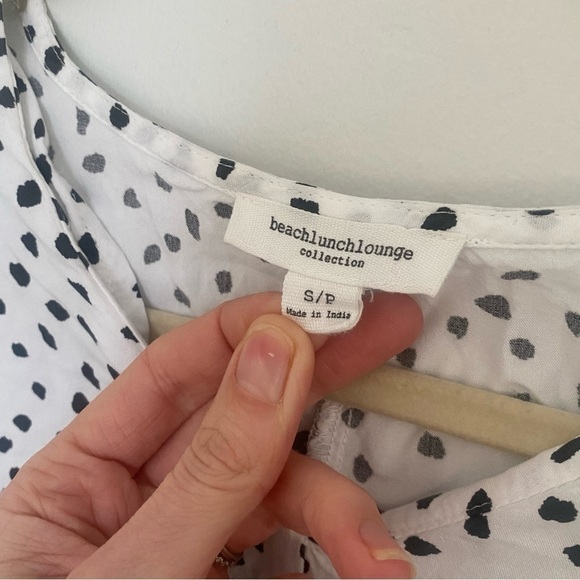 beachlunchlounge
collection
S/P
Made in India